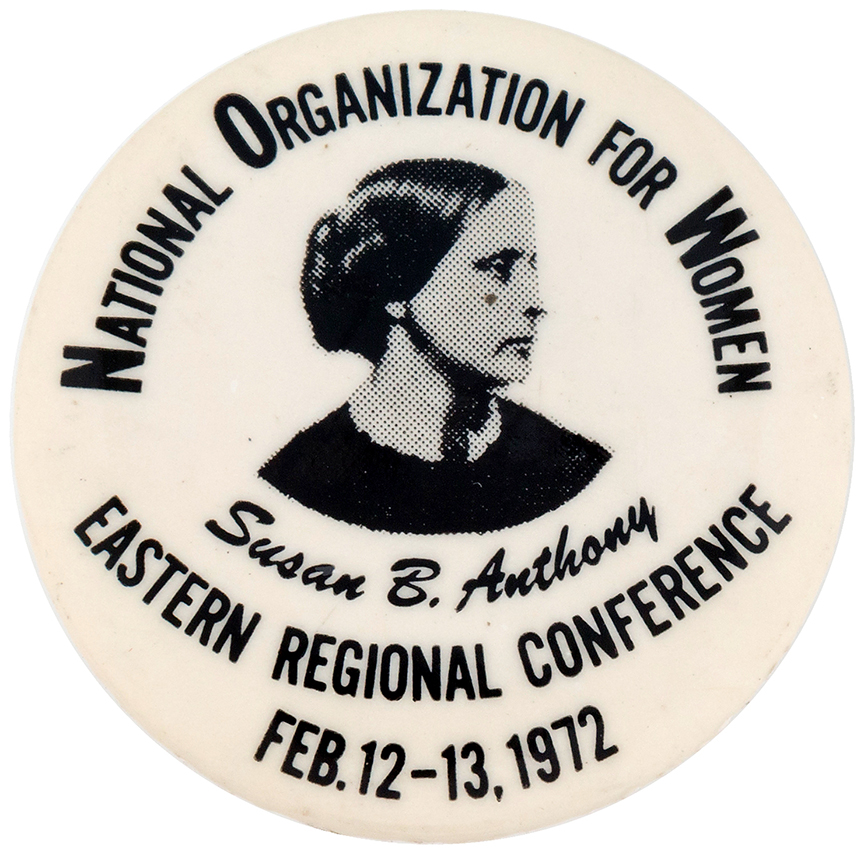 NATIONAL ORGANIZATION FOR WOMEN
Susan B. Anthony
EASTERN REGIONAL CONFERENCE
FEB. 12-13, 1972